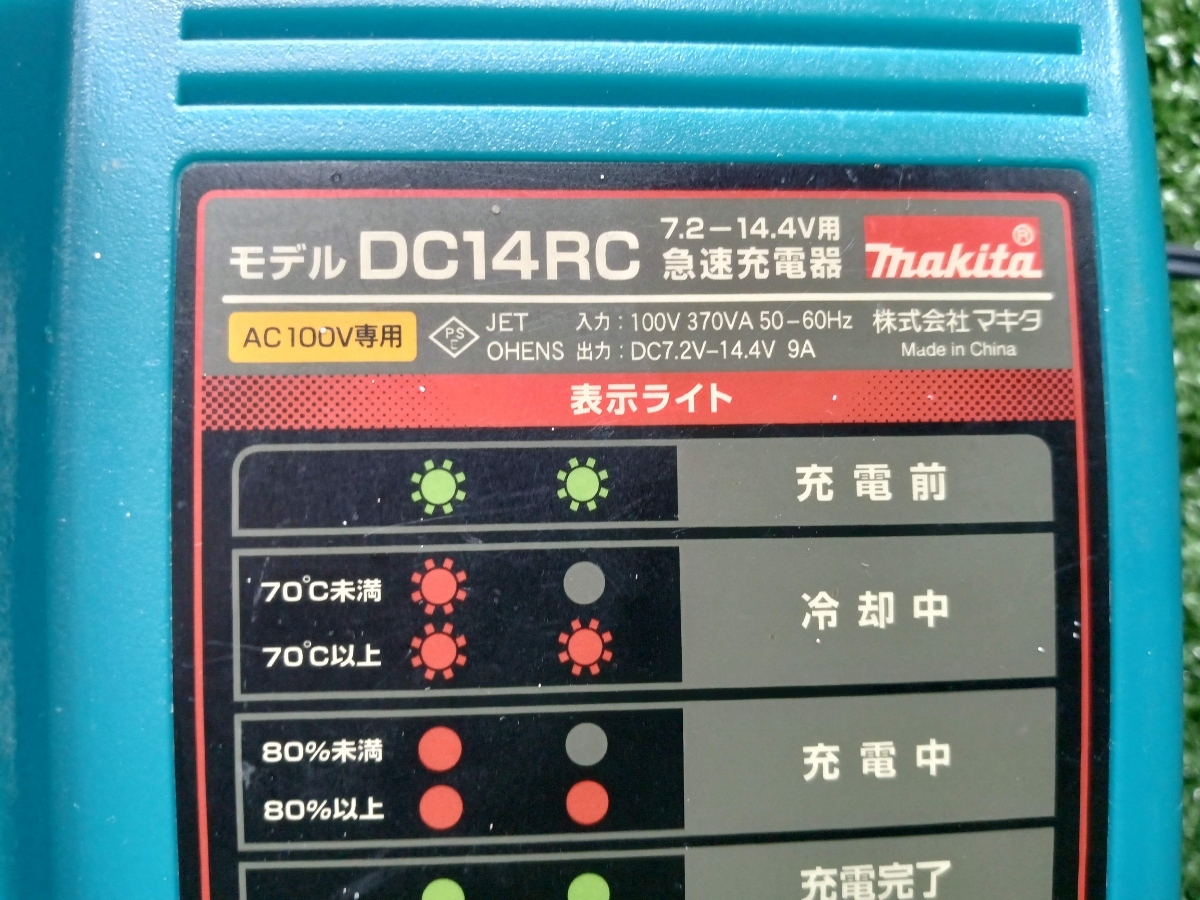 モデル DC14RC 7.2-14.4V用
急速充電器
makita®
AC100V専用
PSE
JET 入力:100V 370VA 50-60Hz 株式会社マキタ
OHENS 出力:DC7.2V-14.4V 9A Made in China
表示ライト
充電前
70℃未満
70℃以上
冷却中
80%未満
80%以上
充電中
充電完了